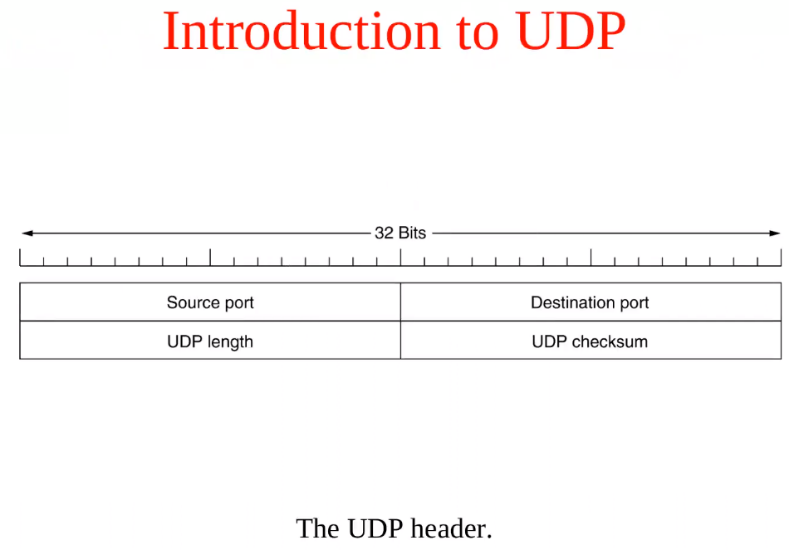 Introduction to UDP
32 Bits
Source port
Destination port
UDP length
UDP checksum
The UDP header.